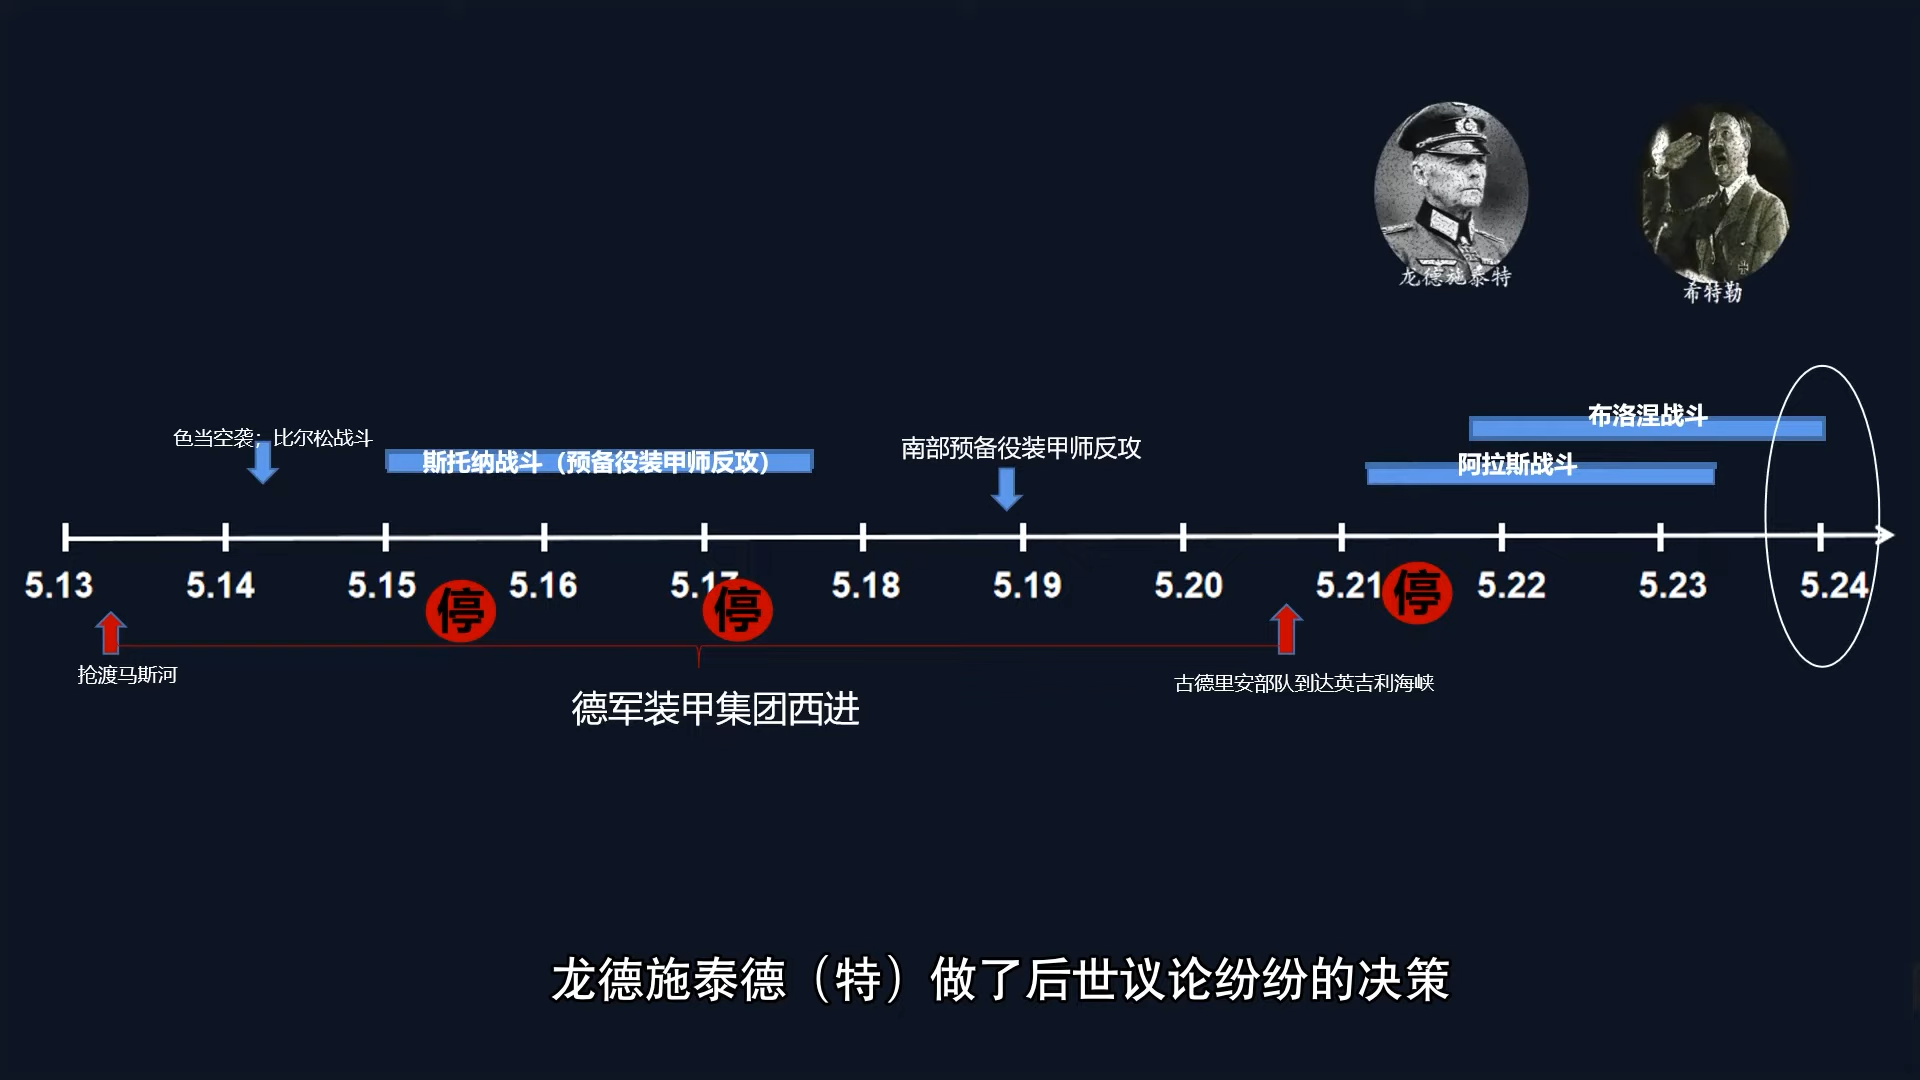 龙德施泰特
希特勒
布洛涅战斗
色当空袭；比尔松战斗
斯托纳战斗（预备役装甲师反攻）
南部预备役装甲师反攻
阿拉斯战斗
5.13 5.14 5.15 5.16 5.17 5.18 5.19 5.20 5.21 5.22 5.23 5.24
停 停 停
抢渡马斯河
古德里安部队到达英吉利海峡
德军装甲集团西进
龙德施泰德（特）做了后世议论纷纷的决策